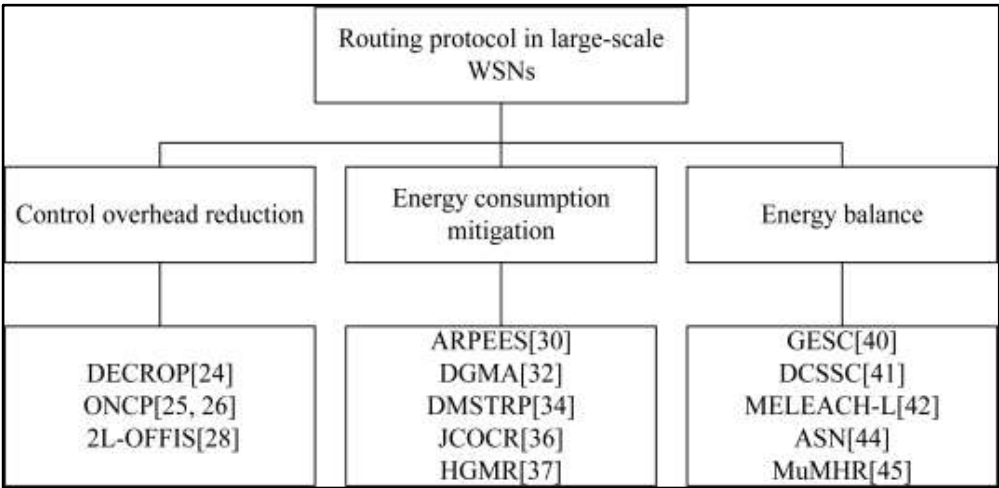 Routing protocol in large-scale
WSNs
Control overhead reduction
Energy consumption
mitigation
Energy balance
DECROP[24]
ONCP[25, 26]
2L-OFFIS[28]
ARPEES[30]
DGMA[32]
DMSTRP[34]
JCOCR[36]
HGMR[37]
GESC[40]
DCSSC[41]
MELEACH-L[42]
ASN[44]
MuMHR[45]